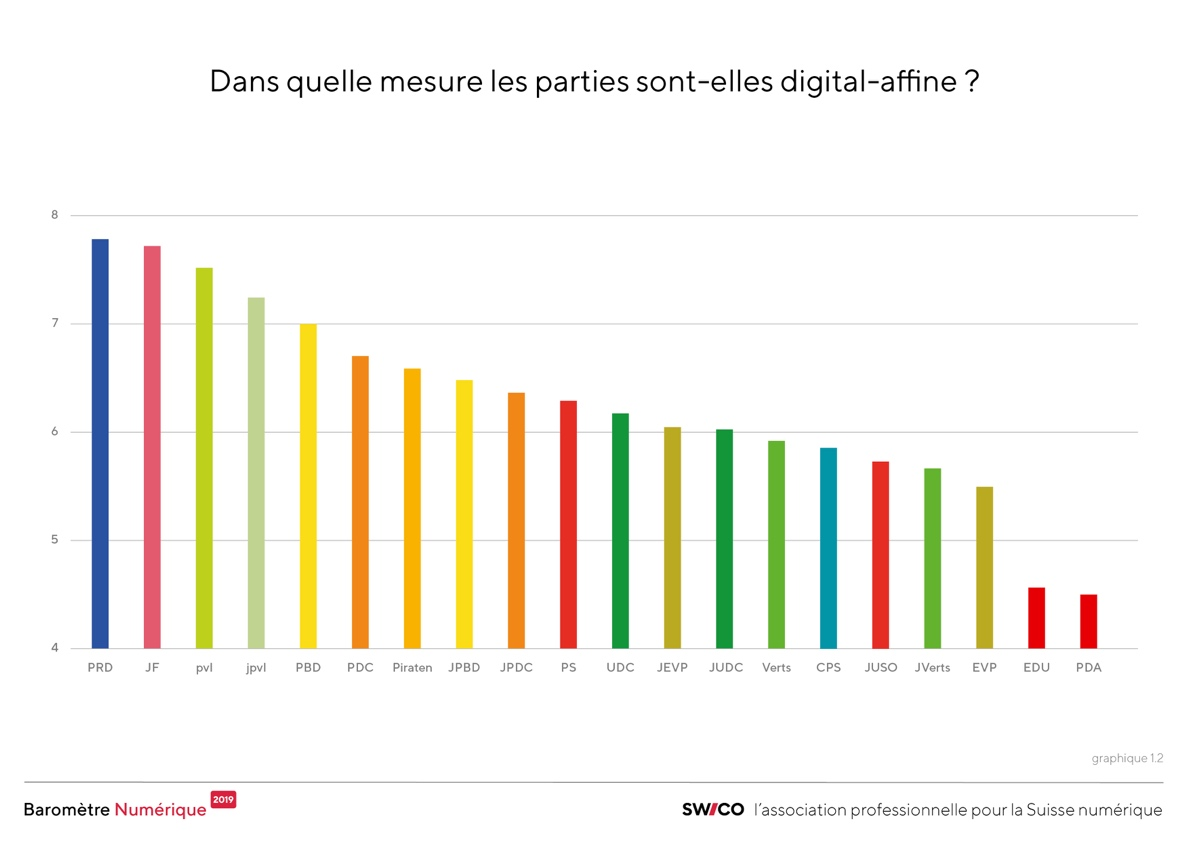 Dans quelle mesure les parties sont-elles digital-affine ?
8
7
6
5
4
PRD JF pvl jpvl PBD PDC Piraten JPBD JPDC PS UDC JEVP JUDC Verts CPS JUSO JVerts EVP EDU PDA
graphique 1.2
Baromètre Numérique 2019
SWICO l’association professionnelle pour la Suisse numérique